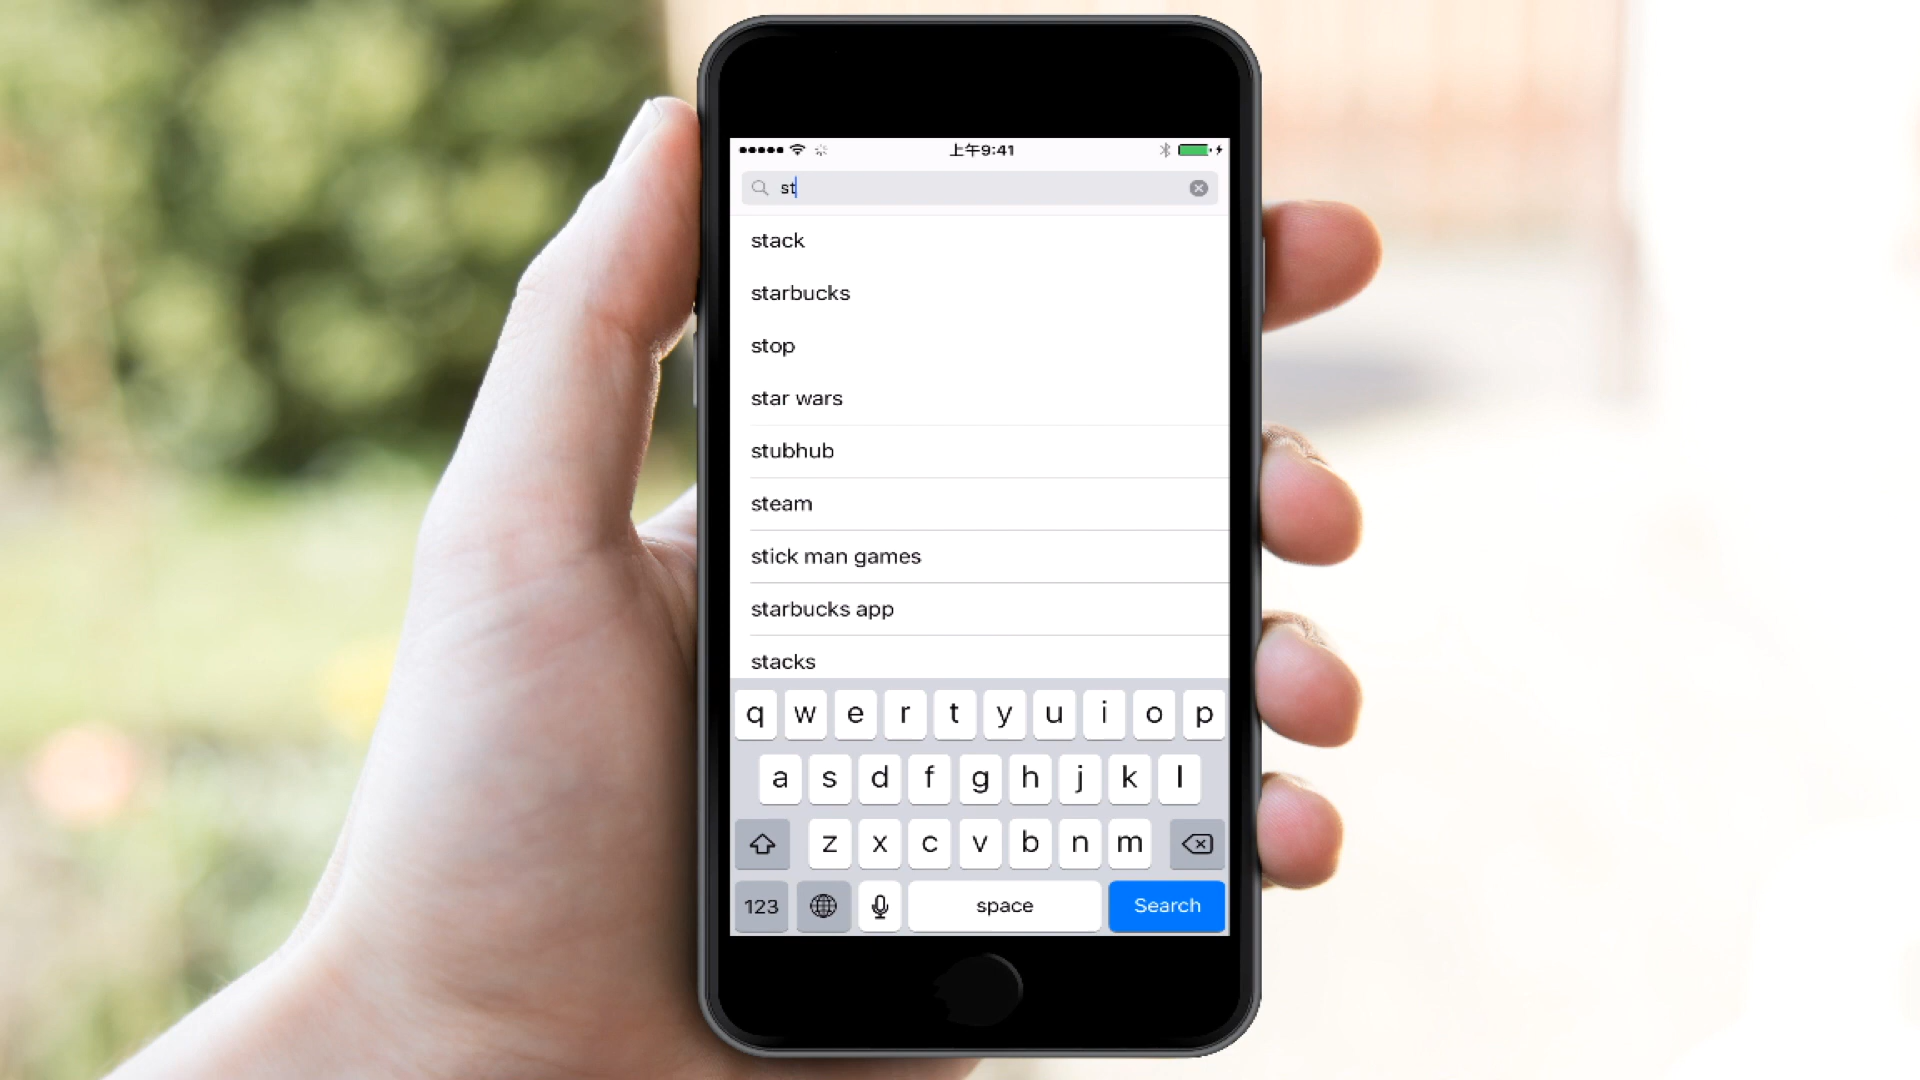 上午9:41
st
stack
starbucks
stop
star wars
stubhub
steam
stick man games
starbucks app
stacks
q w e r t y u i o p
a s d f g h j k l
z x c v b n m
123 space Search